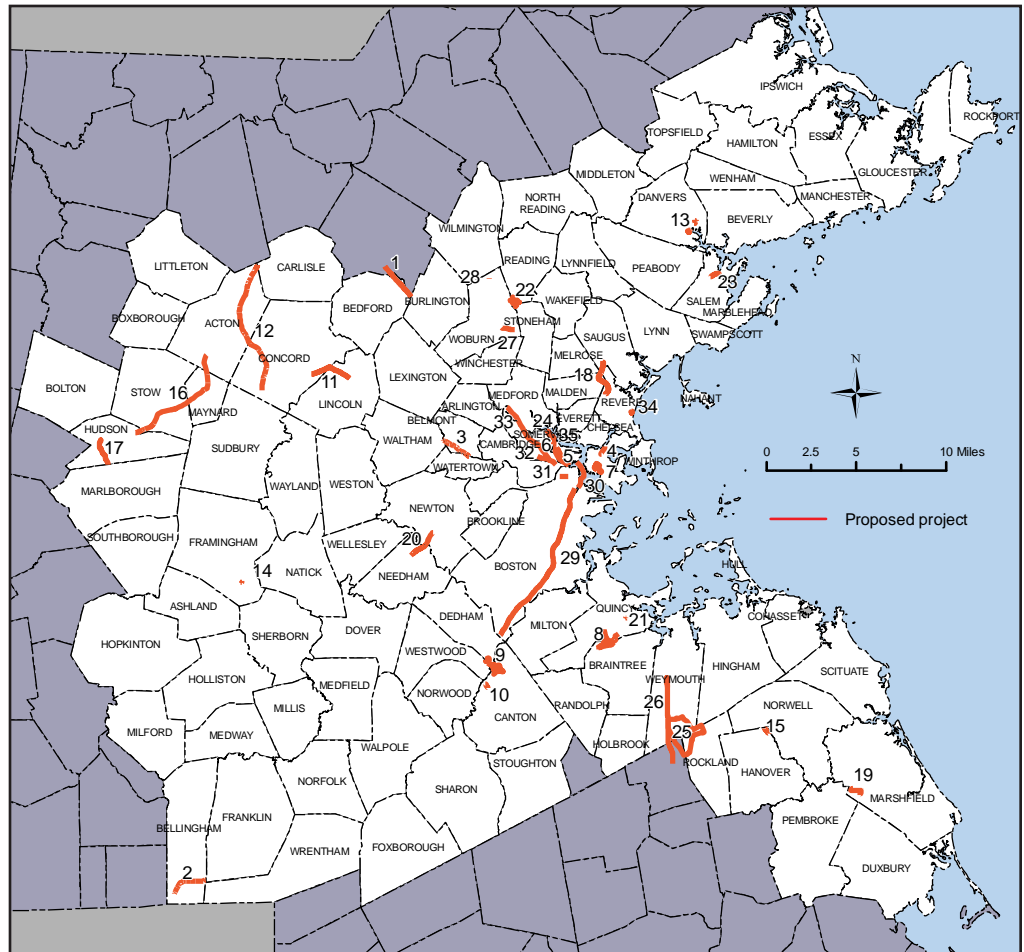 IPSWICH
ROCKPORT
TOPSFIELD
ESSEX
HAMILTON
GLOUCESTER
MIDDLETON
WENHAM
DANVERS
MANCHESTER
NORTH
READING
BEVERLY
13
WILMINGTON
LITTLETON
CARLISLE
1
READING
LYNNFIELD
PEABODY
28
23
BURLINGTON
22
WAKEFIELD
SALEM
BEDFORD
MARBLEHEAD
BOXBOROUGH
ACTON
12
STONEHAM
SWAMPSCOTT
WOBURN
27
SAUGUS
LYNN
CONCORD
WINCHESTER
MELROSE
N
BOLTON
STOW
16
11
LEXINGTON
18
MEDFORD
MALDEN
NAHANT
LINCOLN
REVERE
34
ARLINGTON
MAYNARD
33
24
EVERETT
BELMONT
CHELSEA
HUDSON
SOMER
35
17
SUDBURY
WALTHAM
3
CAMBRIDGE
6
4
32
5
WINTHROP
0 2.5 5 10 Miles
WATERTOWN
7
31
MARLBOROUGH
WAYLAND
WESTON
30
NEWTON
BROOKLINE
Proposed project
SOUTHBOROUGH
FRAMINGHAM
WELLESLEY
20
29
BOSTON
14
NATICK
NEEDHAM
HULL
ASHLAND
QUINCY
COHASSET
DEDHAM
21
MILTON
SHERBORN
DOVER
8
HOPKINTON
WESTWOOD
9
BRAINTREE
HINGHAM
SCITUATE
HOLLISTON
WEYMOUTH
MEDFIELD
NORWOOD
10
MILLIS
RANDOLPH
26
NORWELL
CANTON
15
MILFORD
MEDWAY
25
WALPOLE
HOLBROOK
STOUGHTON
ROCKLAND
HANOVER
19
NORFOLK
SHARON
MARSHFIELD
FRANKLIN
PEMBROKE
BELLINGHAM
FOXBOROUGH
WRENTHAM
2
DUXBURY